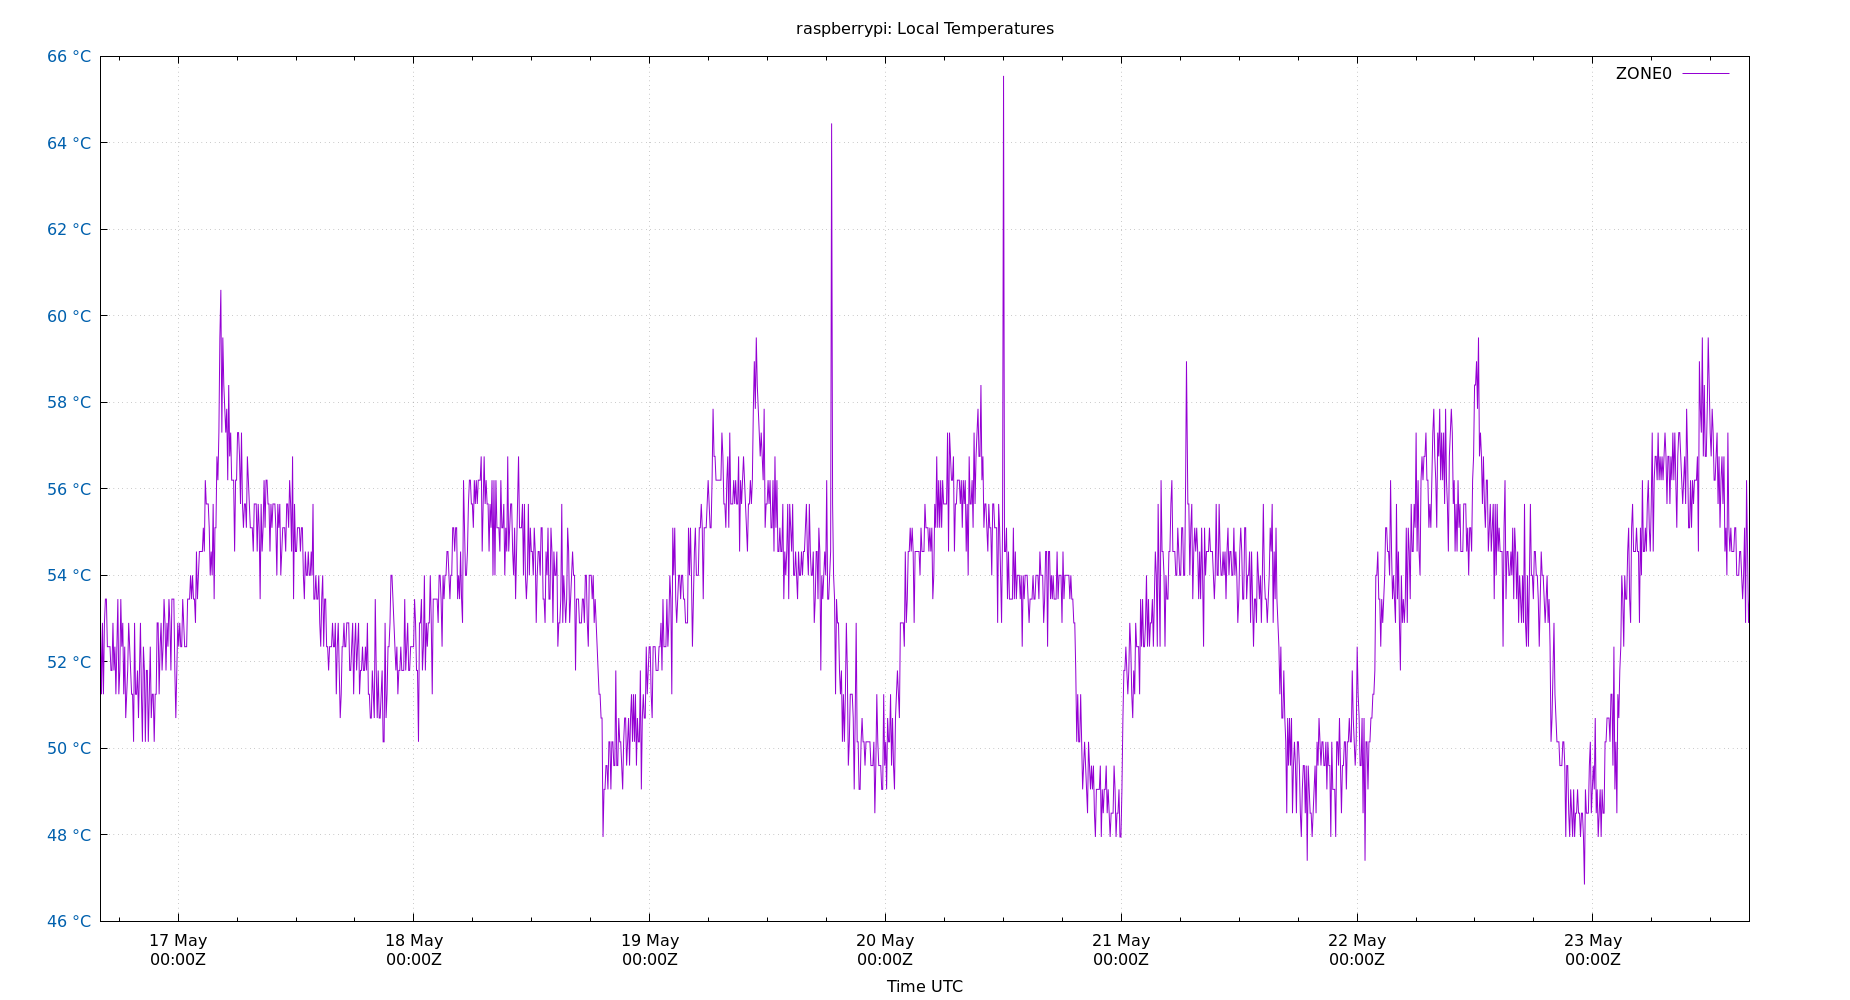 raspberrypi: Local Temperatures
66 °C
ZONE0
64 °C
62 °C
60 °C
58 °C
56 °C
54 °C
52 °C
50 °C
48 °C
46 °C
17 May 18 May 19 May 20 May 21 May 22 May 23 May
00:00Z 00:00Z 00:00Z 00:00Z 00:00Z 00:00Z 00:00Z
Time UTC